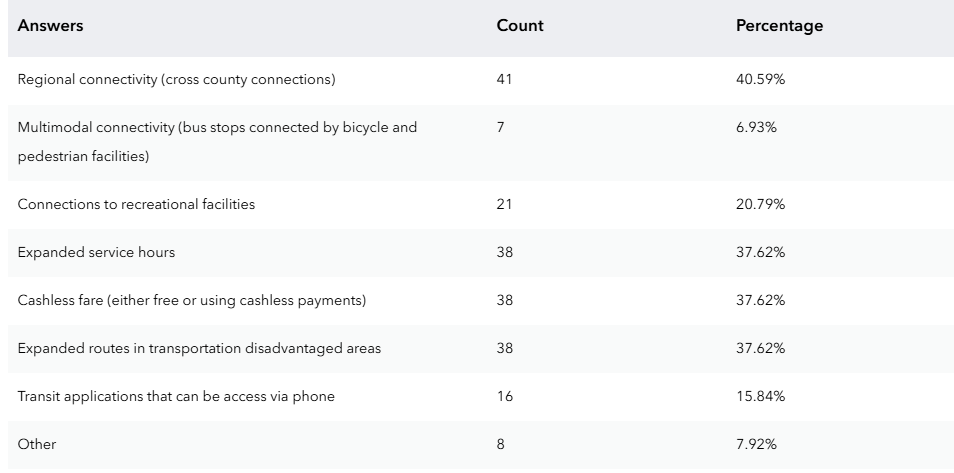 Answers Count Percentage
Regional connectivity (cross county connections) 41 40.59%
Multimodal connectivity (bus stops connected by bicycle and 7 6.93%
pedestrian facilities)
Connections to recreational facilities 21 20.79%
Expanded service hours 38 37.62%
Cashless fare (either free or using cashless payments) 38 37.62%
Expanded routes in transportation disadvantaged areas 38 37.62%
Transit applications that can be access via phone 16 15.84%
Other 8 7.92%